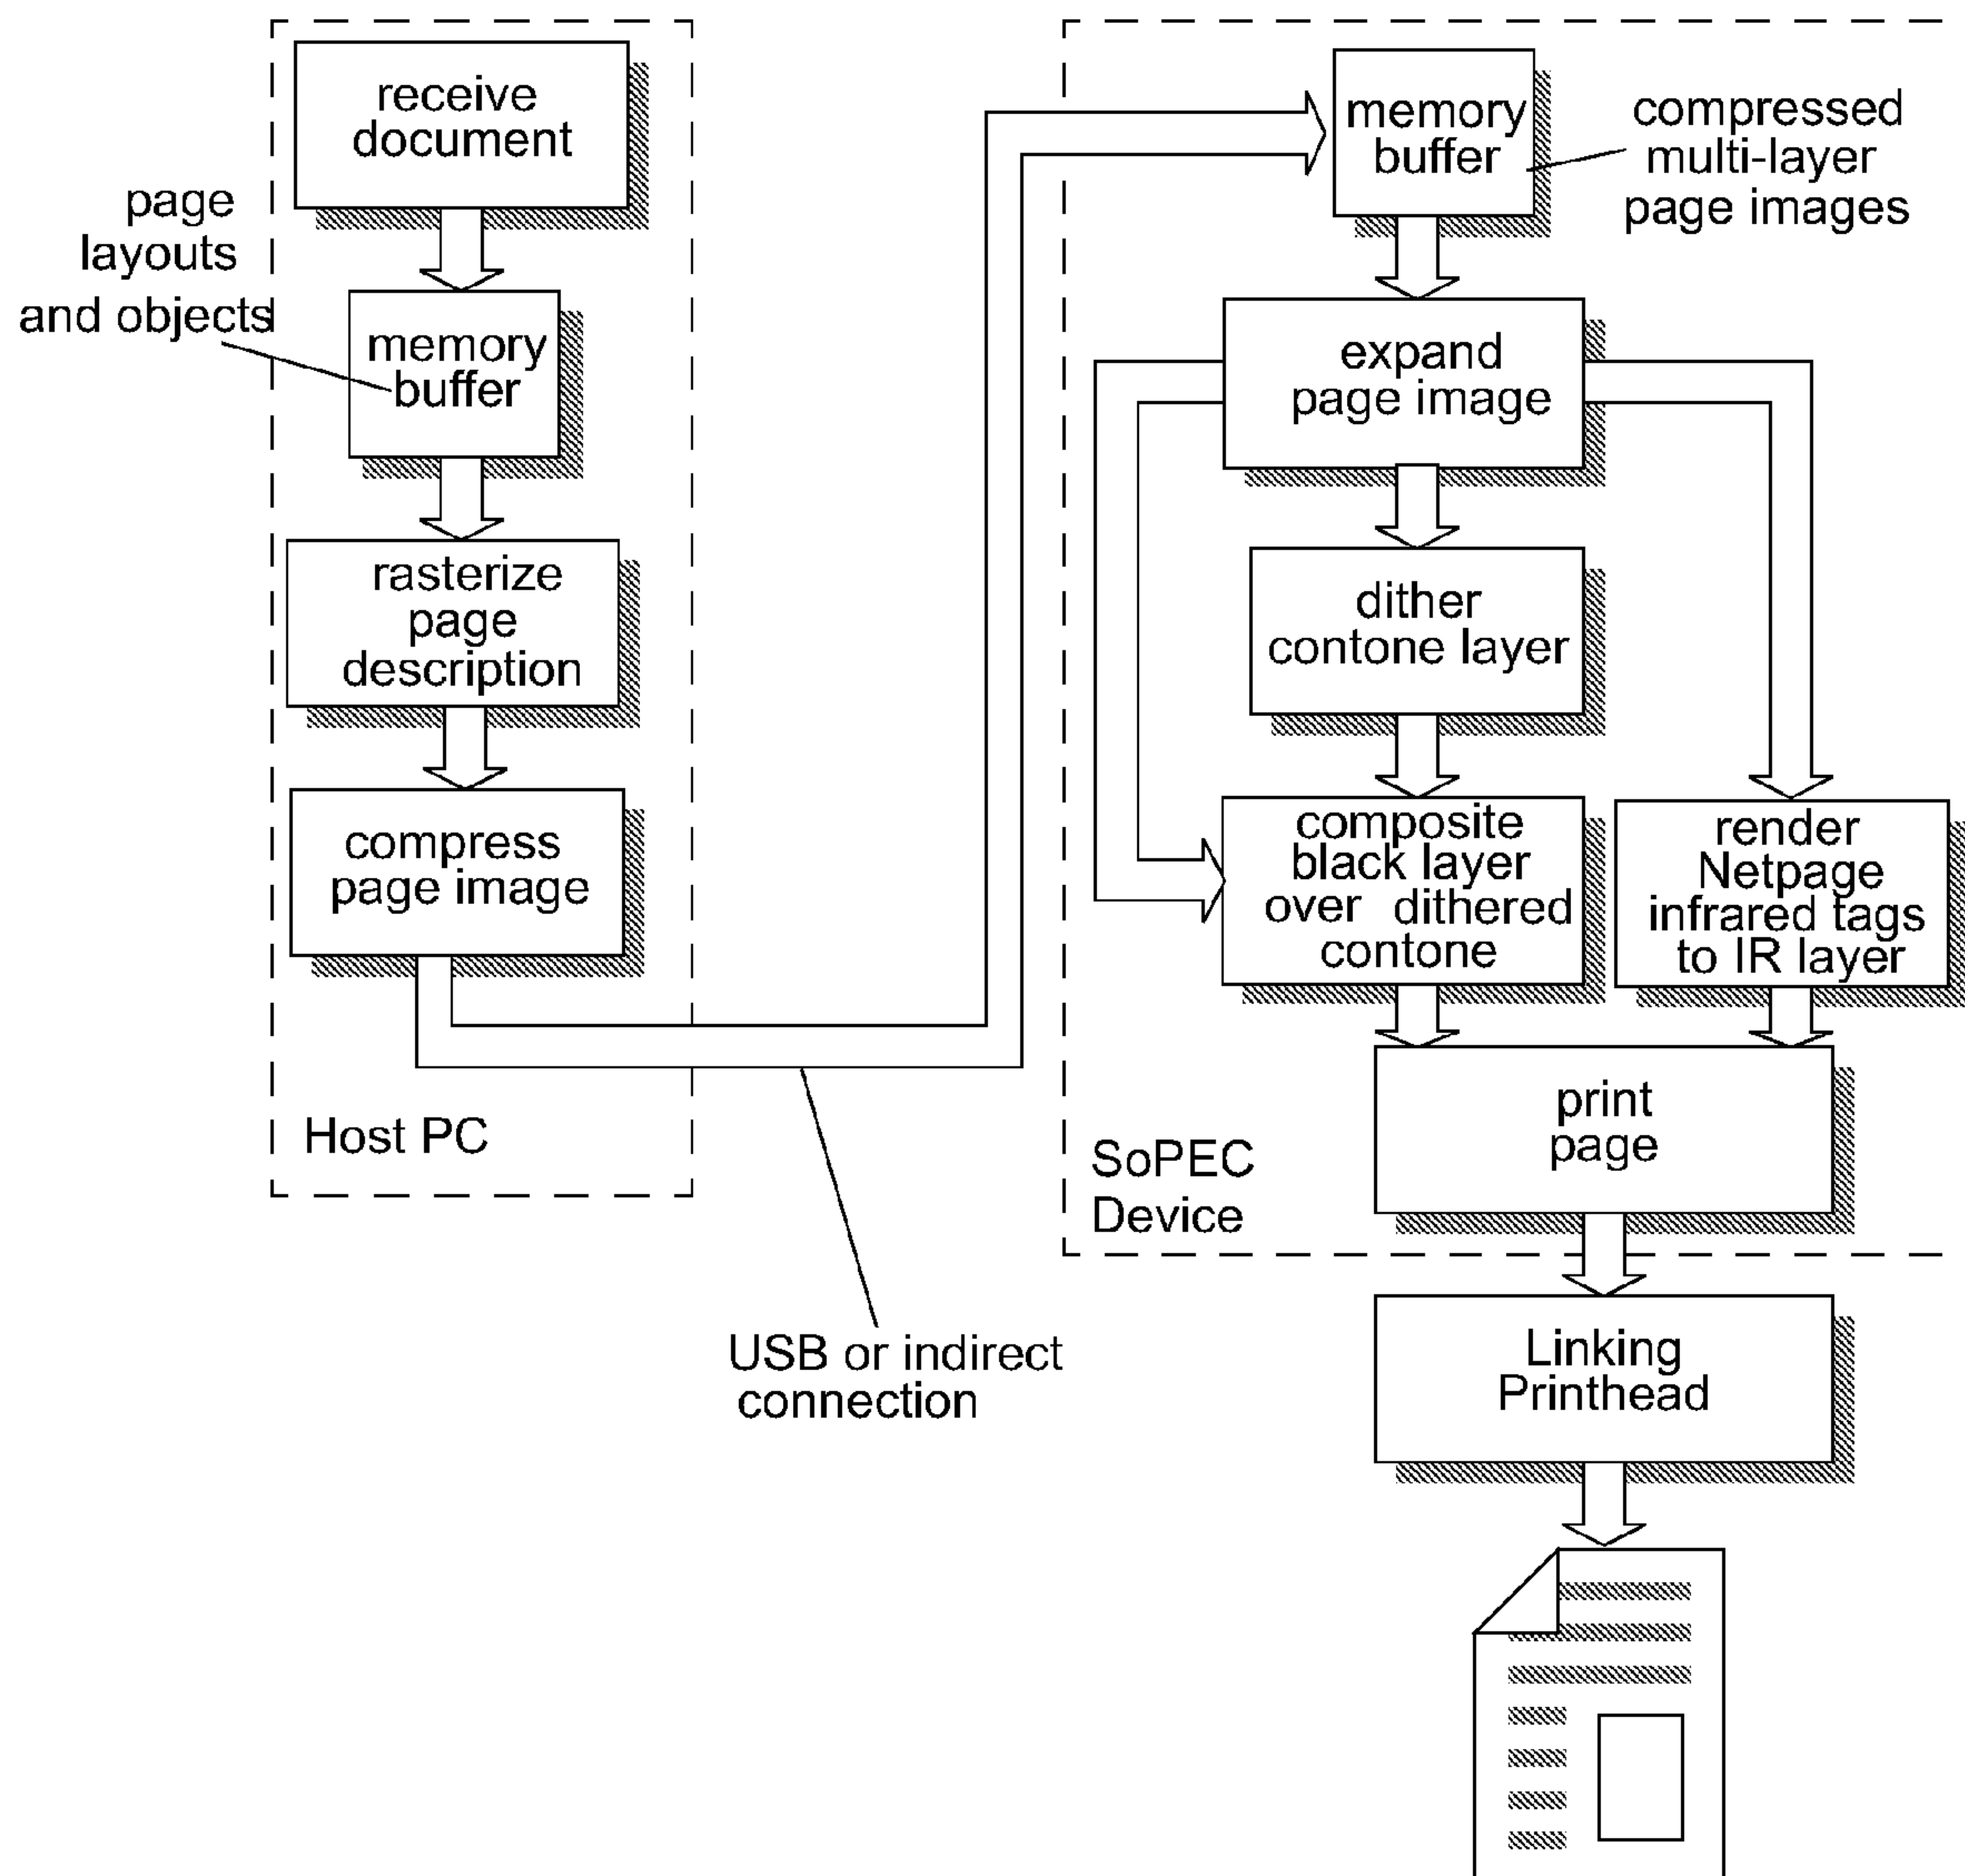 receive
document
page
layouts
and objects
memory
buffer
rasterize
page
description
compress
page image
Host PC
USB or indirect
connection
memory
buffer
compressed
multi-layer
page images
expand
page image
dither
contone layer
composite
black layer
over dithered
contone
render
Netpage
infrared tags
to IR layer
print
page
SoPEC
Device
Linking
Printhead